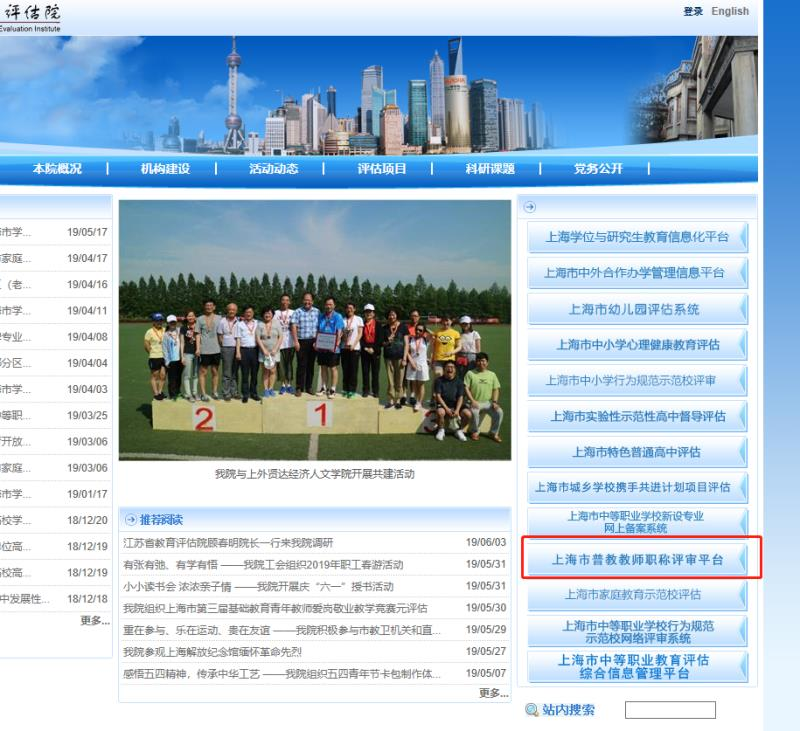 评估院
Evaluation Institute
登录 English
本院概况 机构建设 活动动态 评估项目 科研课题 党务公开
市学... 19/05/17
家庭... 19/04/17
（老... 19/04/16
市学... 19/04/11
专业... 19/04/08
分区... 19/04/04
市学... 19/04/03
等职... 19/03/25
开放... 19/03/06
家庭... 19/03/06
市学... 19/01/17
校学... 18/12/20
位高... 18/12/19
校高... 18/12/19
中发展性... 18/12/18
更多...
2 1 3
我院与上外贤达经济人文学院开展共建活动
推荐阅读
江苏省教育评估院顾春明院长一行来我院调研 19/06/03
有张有弛、有学有悟 ——我院工会组织2019年职工春游活动 19/05/31
小小读书会 浓浓亲子情 ——我院开展庆“六一”授书活动 19/05/31
我院组织上海市第三届基础教育青年教师爱岗敬业教学竞赛元评估 19/05/30
重在参与、乐在运动、贵在友谊 ——我院积极参与市教卫机关和直... 19/05/29
我院参观上海解放纪念馆缅怀革命先烈 19/05/27
感悟五四精神，传承中华工艺 ——我院组织五四青年节卡包制作体... 19/05/07
更多...
上海学位与研究生教育信息化平台
上海市中外合作办学管理信息平台
上海市幼儿园评估系统
上海市中小学心理健康教育评估
上海市中小学行为规范示范校评审
上海市实验性示范性高中督导评估
上海市特色普通高中评估
上海市城乡学校携手共进计划项目评估
上海市中等职业学校新设专业
网上备案系统
上海市普教教师职称评审平台
上海市家庭教育示范校评估
上海市中等职业学校行为规范
示范校网络评审系统
上海市中等职业教育评估
综合信息管理平台
站内搜索